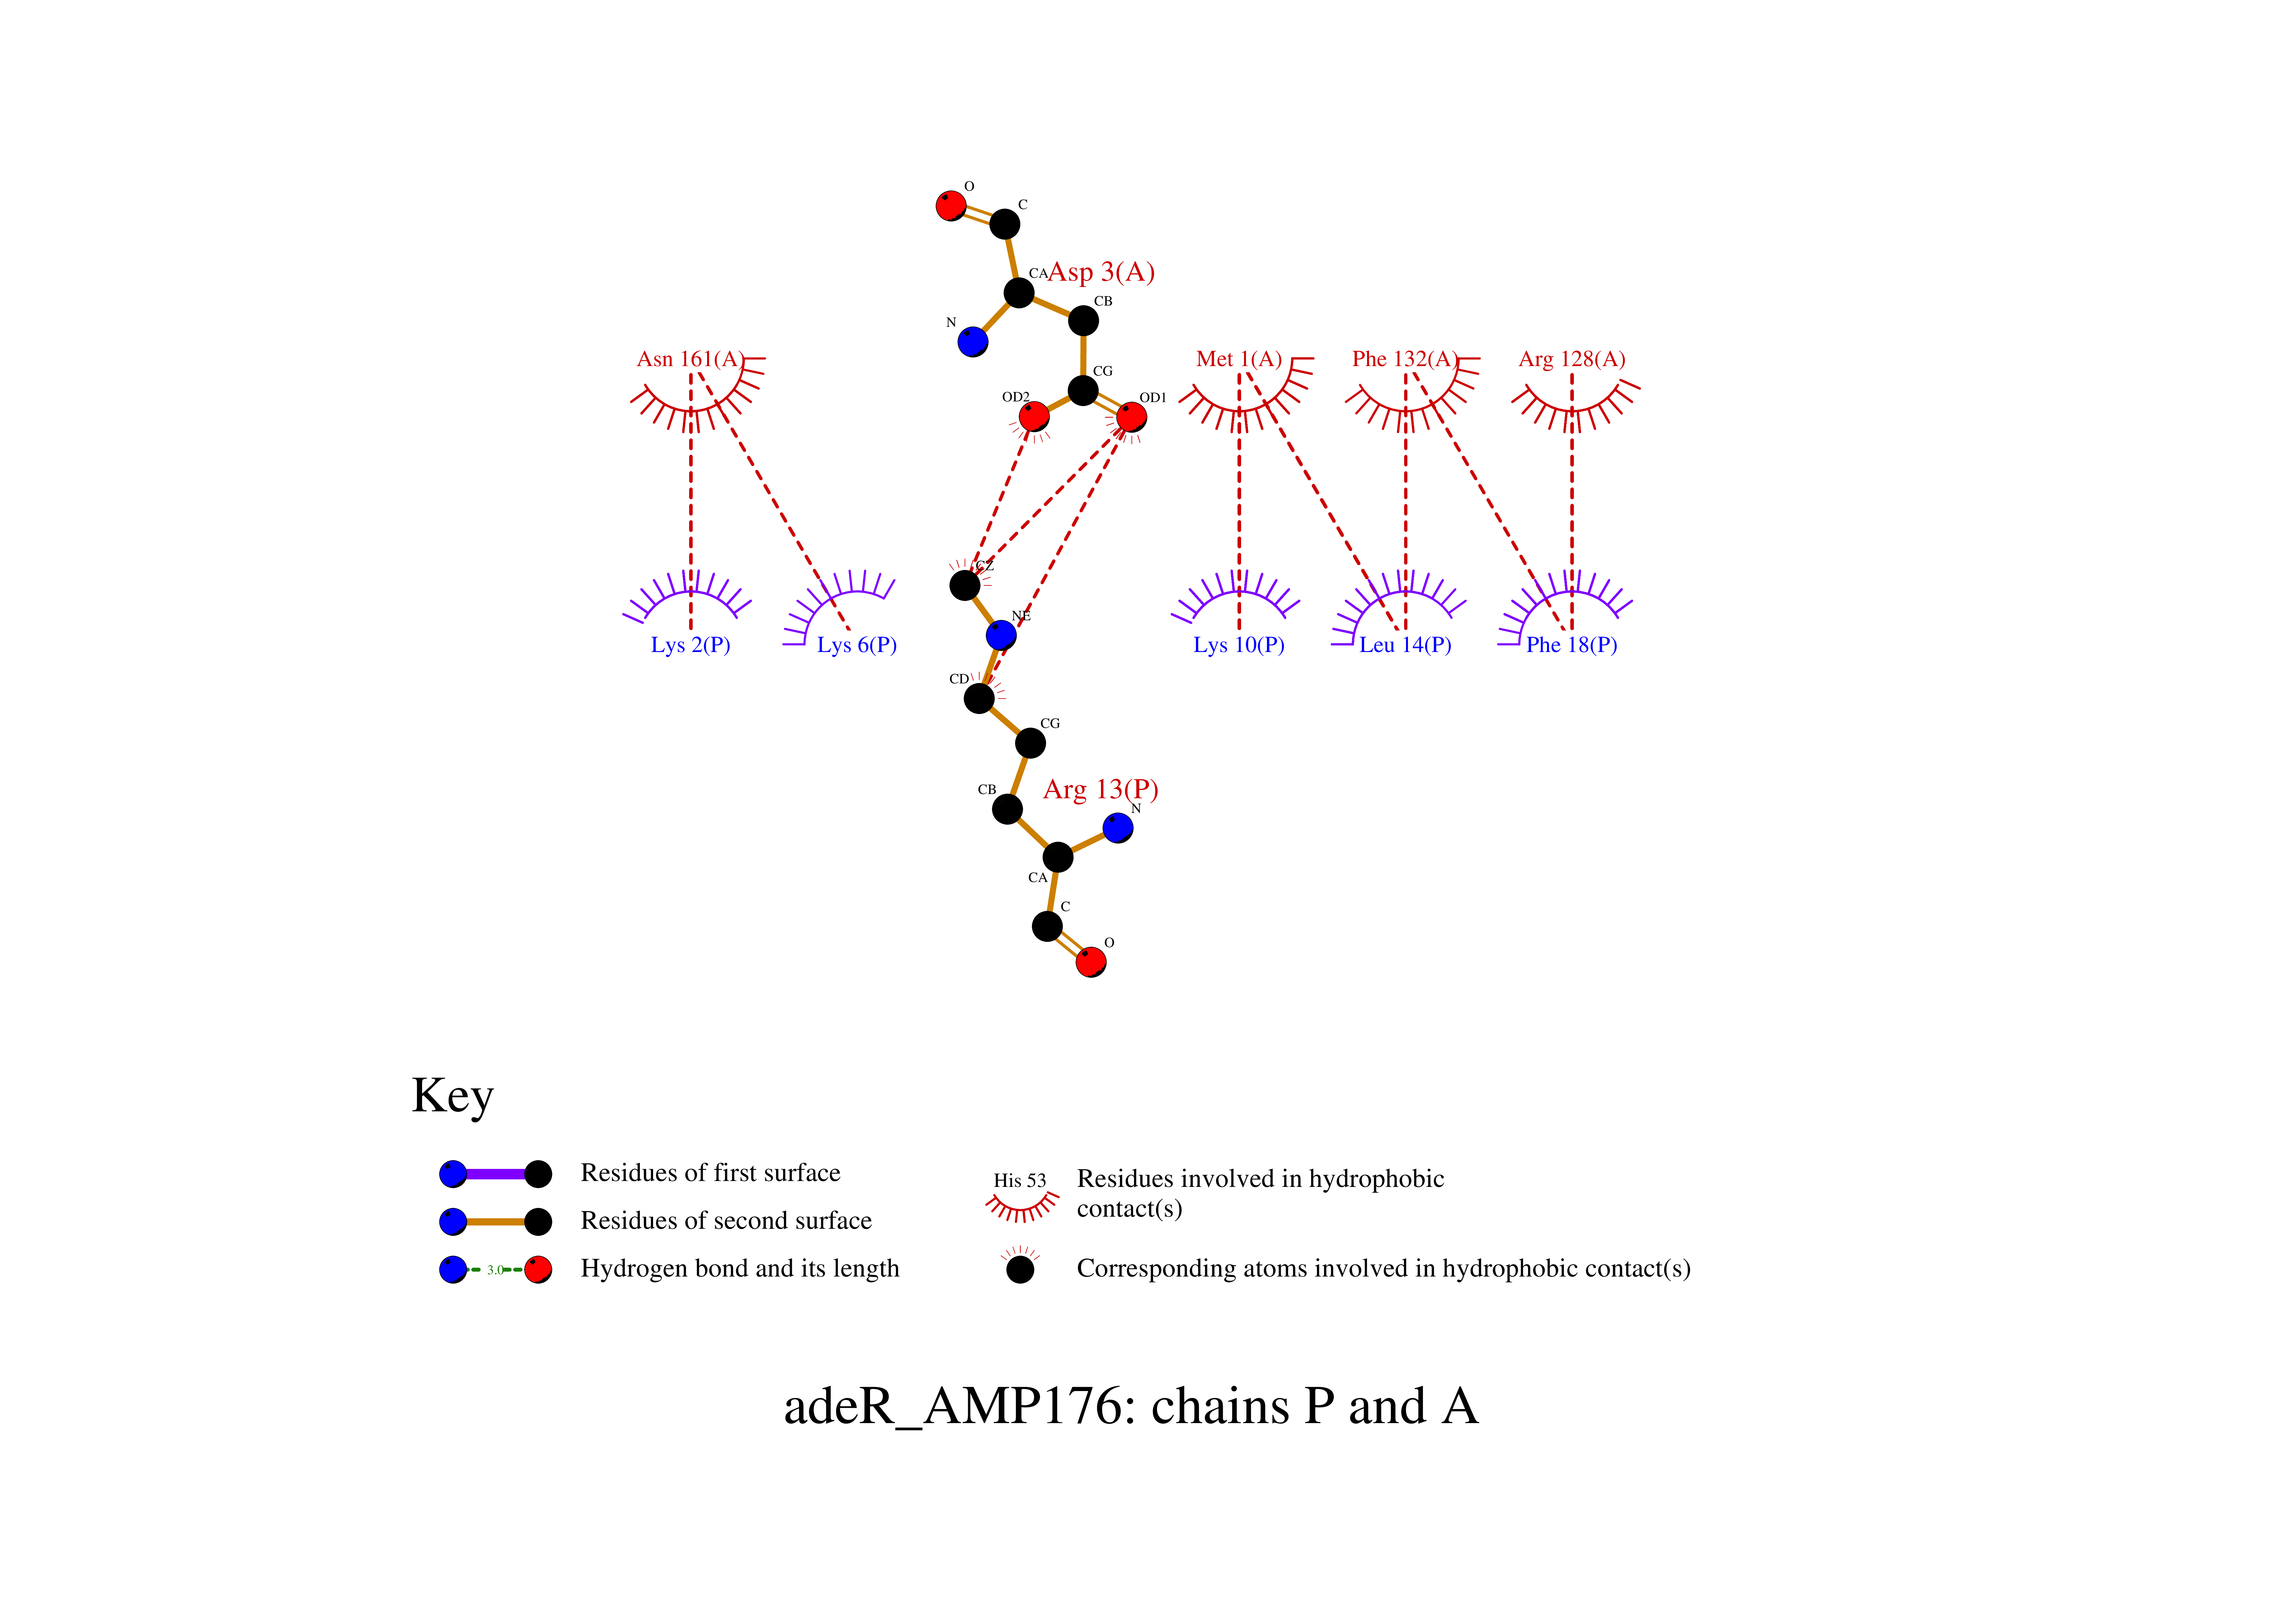 O
C
CA
Asp 3(A)
CB
N
Asn 161(A)
Met 1(A)
Phe 132(A)
Arg 128(A)
CG
OD2
OD1
CZ
NE
Lys 2(P)
Lys 6(P)
Lys 10(P)
Leu 14(P)
Phe 18(P)
CD
CG
CB
Arg 13(P)
N
CA
C
O
Key
Residues of first surface
Residues of second surface
3.0
Hydrogen bond and its length
His 53
Residues involved in hydrophobic
contact(s)
Corresponding atoms involved in hydrophobic contact(s)
adeR_AMP176: chains P and A